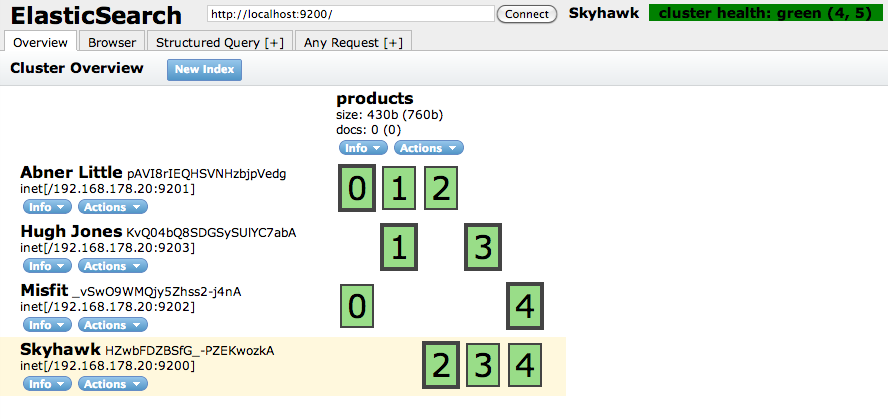 ElasticSearch http://localhost:9200/ Connect Skyhawk cluster health: green (4, 5)
Overview Browser Structured Query [+] Any Request [+]
Cluster Overview New Index
products
size: 430b (760b)
docs: 0 (0)
Info Actions
Abner Little pAVI8rIEQHSVNHzbjpVedg
inet[/192.168.178.20:9201]
Info Actions
0 1 2
Hugh Jones KvQ04bQ8SDGSySUlYC7abA
inet[/192.168.178.20:9203]
Info Actions
1 3
Misfit _vSwO9WMQjy5Zhss2-j4nA
inet[/192.168.178.20:9202]
Info Actions
0 4
Skyhawk HZwbFDZBSfG_-PZEKwozkA
inet[/192.168.178.20:9200]
Info Actions
2 3 4